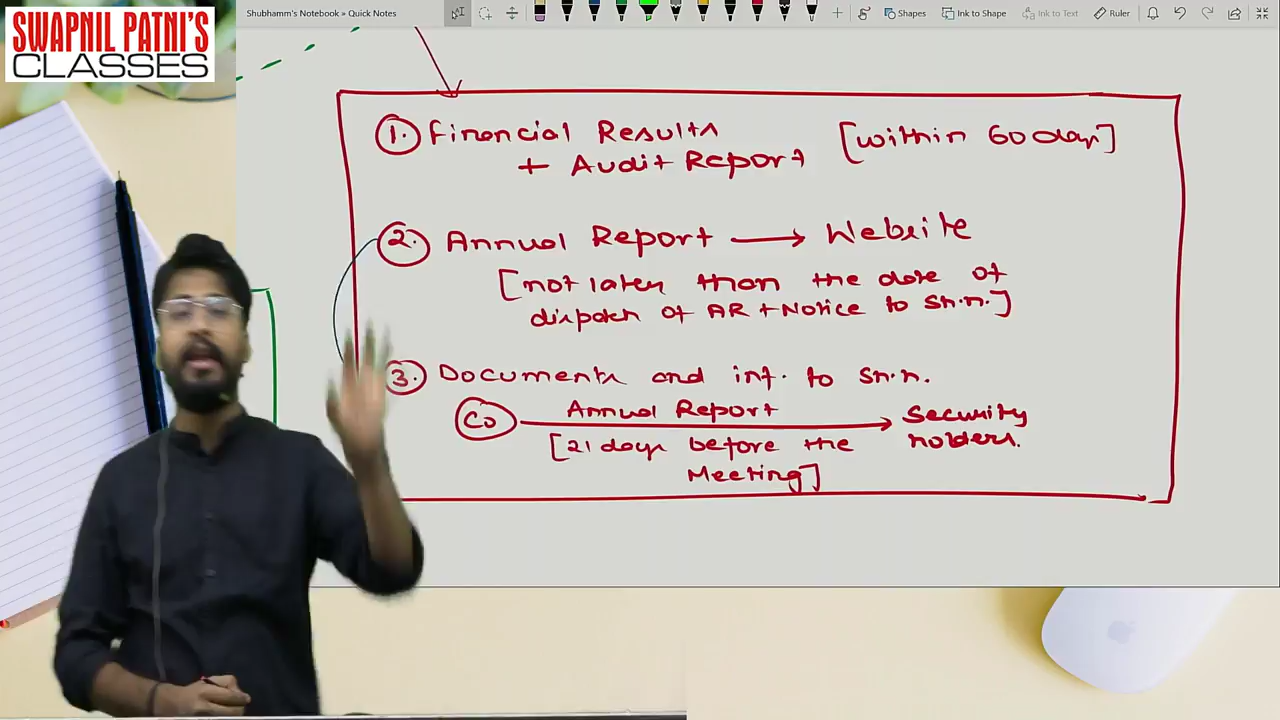 SWAPNIL PATNI'S
CLASSES
Shubhamm's Notebook » Quick Notes
Shapes
Ink to Shape
Ink to Text
Ruler
1. Financial Results [within 60 days]
+ Audit Report
2. Annual Report → Website
[not later than the date of
dispatch of AR + Notice to Sh.h.]
3. Documents and inf. to Sh.h.
Co Annual Report → Security
[21 days before the holders.
Meeting]